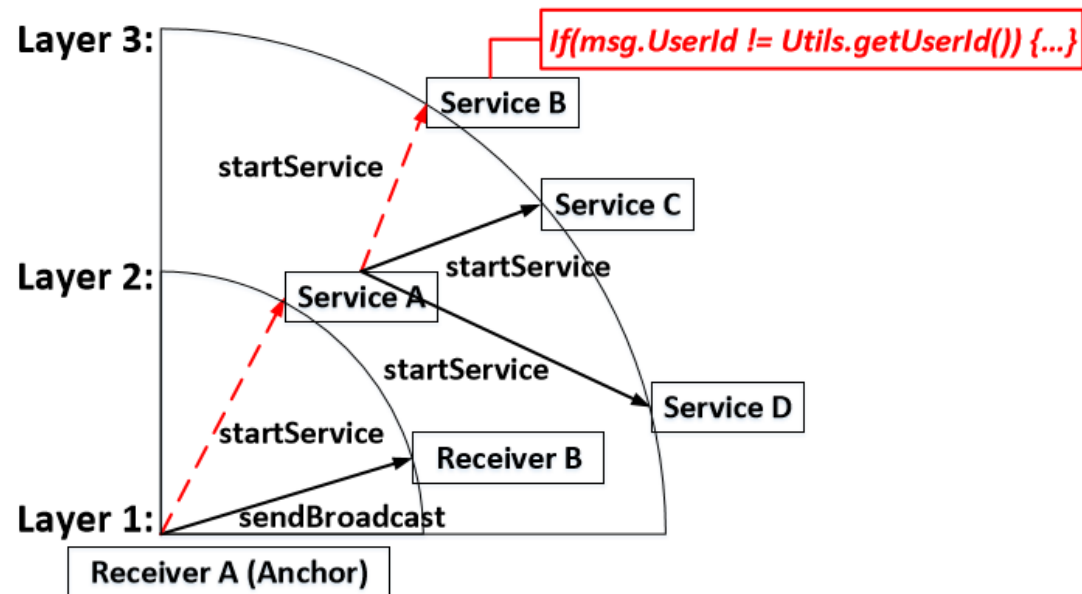 Layer 3:
If(msg.UserId != Utils.getUserId()) {...}
Service B
startService
Service C
Layer 2:
startService
Service A
startService
Service D
startService
Receiver B
Layer 1:
sendBroadcast
Receiver A (Anchor)